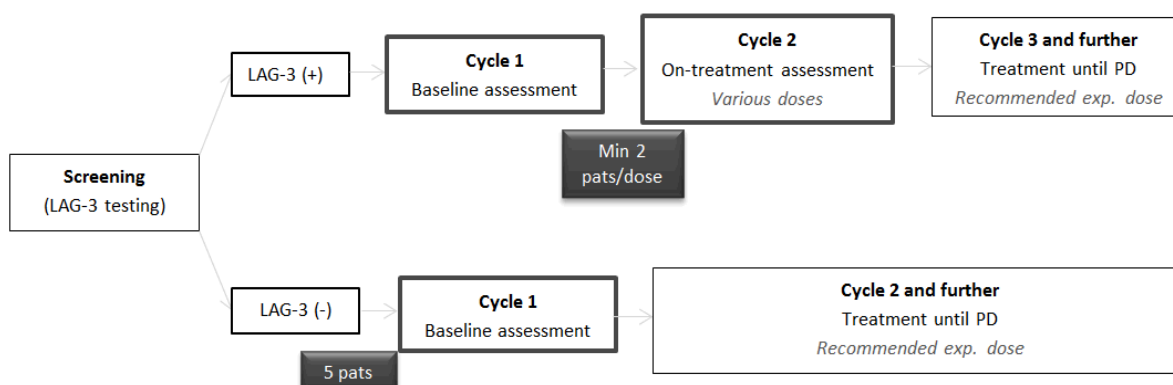 LAG-3 (+)
Cycle 1
Baseline assessment
Cycle 2
On-treatment assessment
Various doses
Cycle 3 and further
Treatment until PD
Recommended exp. dose
Min 2
pats/dose
Screening
(LAG-3 testing)
LAG-3 (-)
Cycle 1
Baseline assessment
Cycle 2 and further
Treatment until PD
Recommended exp. dose
5 pats